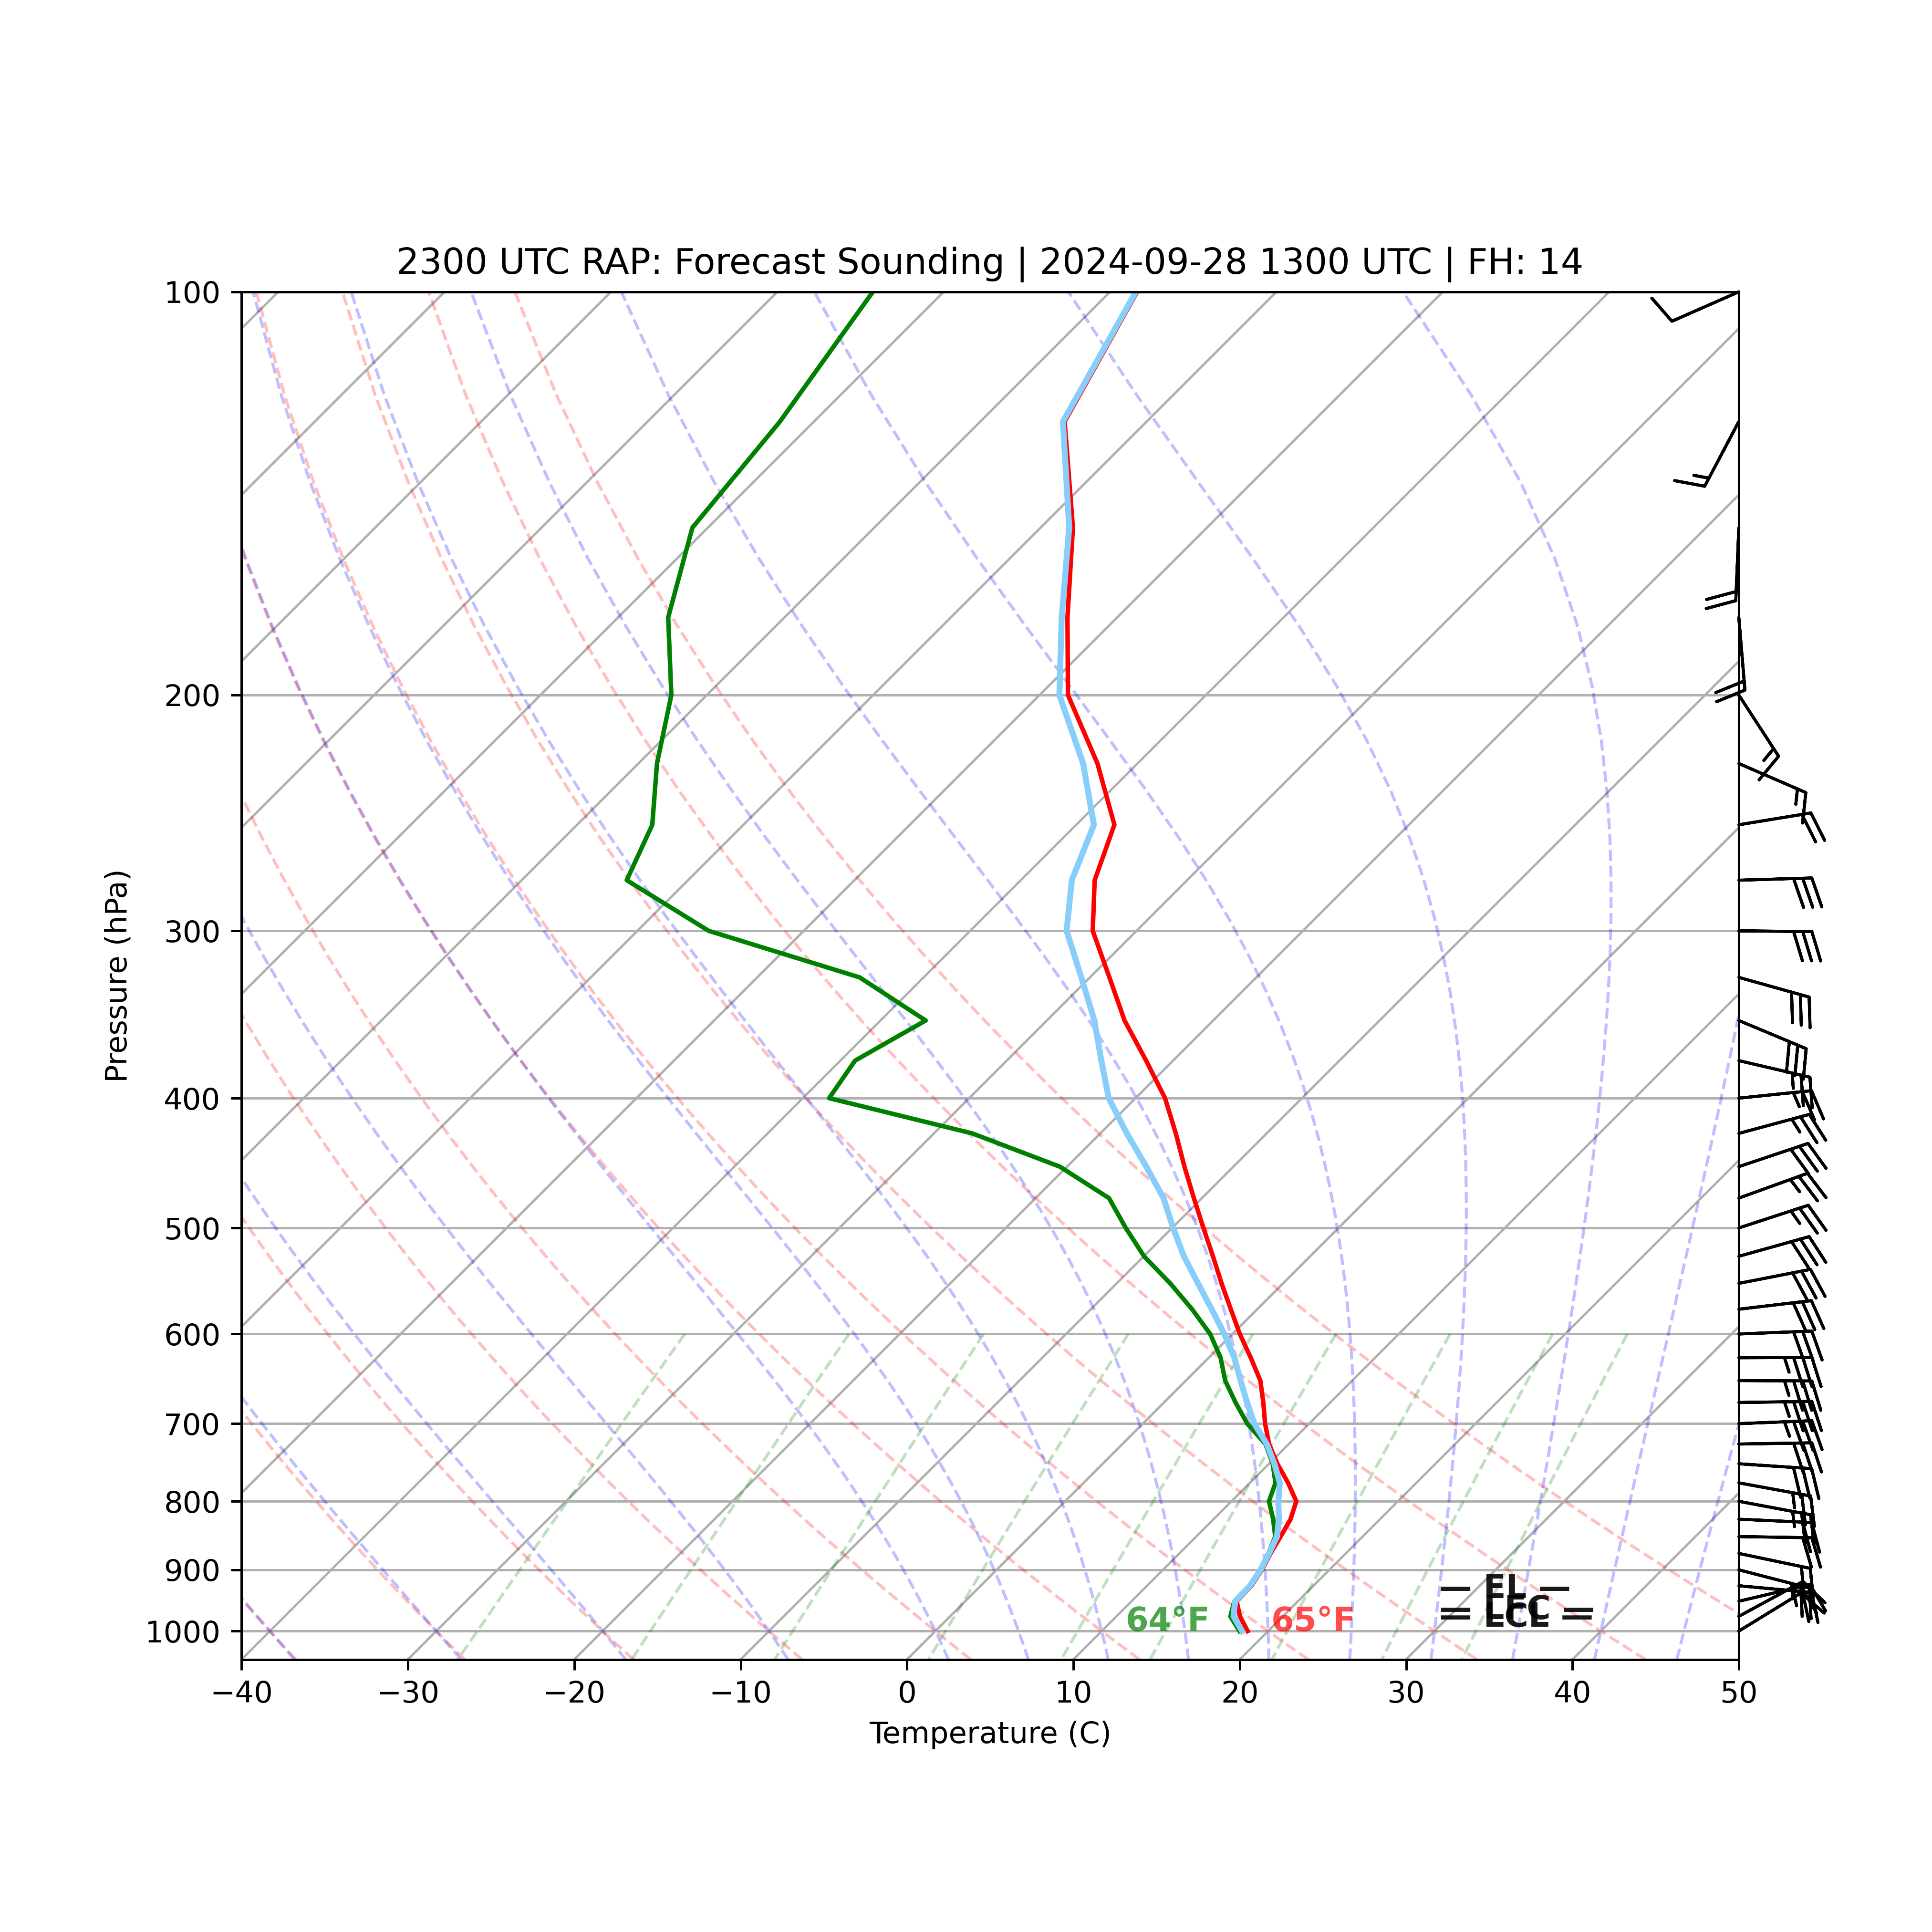 2300 UTC RAP: Forecast Sounding | 2024-09-28 1300 UTC | FH: 14
100
200
300
400
500
600
700
800
900
1000
Pressure (hPa)
EL
64°F 65°F
−40 −30 −20 −10 0 10 20 30 40 50
Temperature (C)